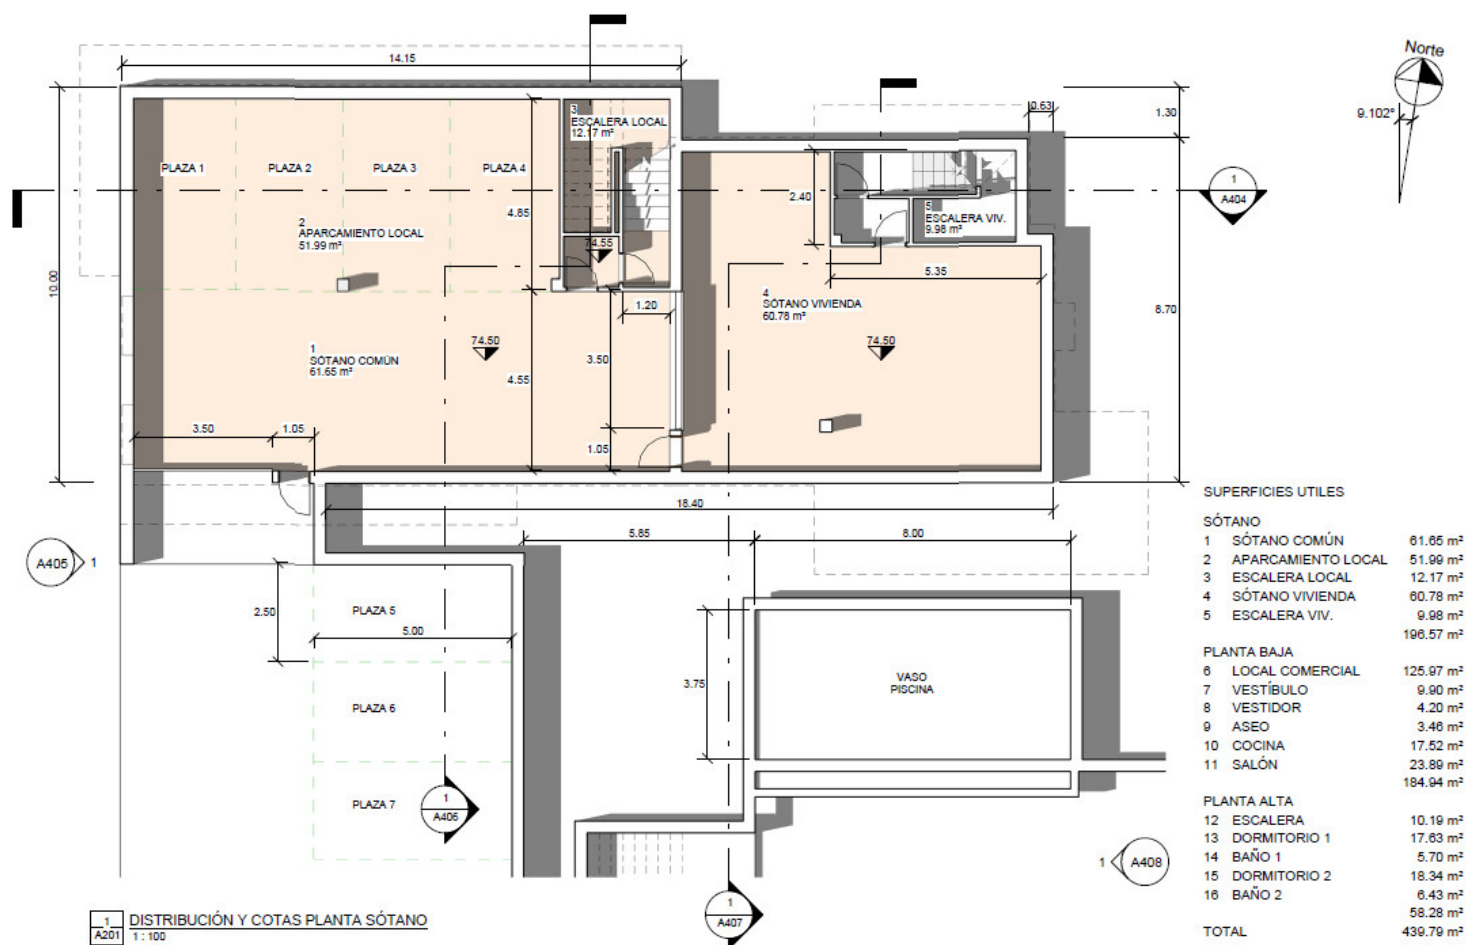 Norte
9.102°
14.15
0.63
1.30
3
ESCALERA LOCAL
12.17 m²
PLAZA 1
PLAZA 2
PLAZA 3
PLAZA 4
1
A404
2.40
4.85
5
ESCALERA VIV.
9.98 m²
2
APARCAMIENTO LOCAL
51.99 m²
74.55
5.35
10.00
1.20
4
SÓTANO VIVIENDA
60.78 m²
8.70
74.50
74.50
1
SÓTANO COMÚN
61.65 m²
3.50
4.55
3.50
1.05
1.05
18.40
5.85
6.00
A405
1
2.50
PLAZA 5
5.00
3.75
VASO
PISCINA
PLAZA 6
PLAZA 7
1
A406
1
A407
1
A408
1
A201
DISTRIBUCIÓN Y COTAS PLANTA SÓTANO
1 : 100
SUPERFICIES UTILES
SÓTANO
1 SÓTANO COMÚN 61.65 m²
2 APARCAMIENTO LOCAL 51.99 m²
3 ESCALERA LOCAL 12.17 m²
4 SÓTANO VIVIENDA 60.78 m²
5 ESCALERA VIV. 9.98 m²
196.57 m²
PLANTA BAJA
6 LOCAL COMERCIAL 125.97 m²
7 VESTÍBULO 9.90 m²
8 VESTIDOR 4.20 m²
9 ASEO 3.46 m²
10 COCINA 17.52 m²
11 SALÓN 23.89 m²
184.94 m²
PLANTA ALTA
12 ESCALERA 10.19 m²
13 DORMITORIO 1 17.63 m²
14 BAÑO 1 5.70 m²
15 DORMITORIO 2 18.34 m²
16 BAÑO 2 6.43 m²
58.28 m²
TOTAL 439.79 m²